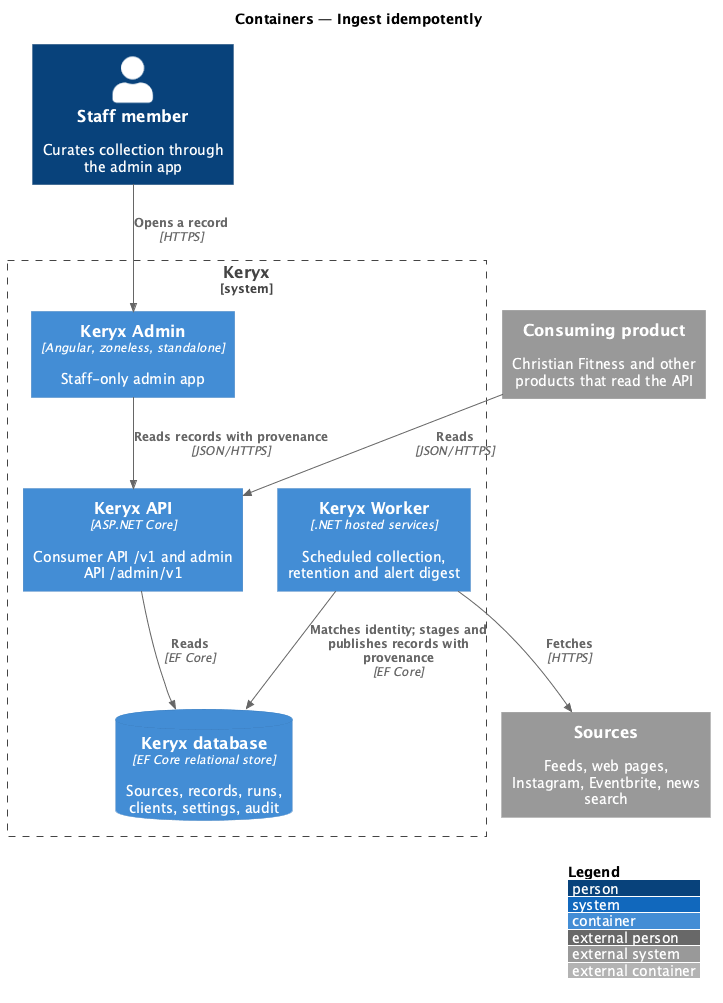 Containers — Ingest idempotently
Staff member
Curates collection through
the admin app
Opens a record
[HTTPS]
Keryx
[system]
Keryx Admin
[Angular, zoneless, standalone]
Staff-only admin app
Consuming product
Christian Fitness and other
products that read the API
Reads records with provenance
[JSON/HTTPS]
Reads
[JSON/HTTPS]
Keryx API
[ASP.NET Core]
Consumer API /v1 and admin
API /admin/v1
Keryx Worker
[.NET hosted services]
Scheduled collection,
retention and alert digest
Reads
[EF Core]
Matches identity; stages and
publishes records with
provenance
[EF Core]
Fetches
[HTTPS]
Keryx database
[EF Core relational store]
Sources, records, runs,
clients, settings, audit
Sources
Feeds, web pages,
Instagram, Eventbrite, news
search
Legend
person
system
container
external person
external system
external container